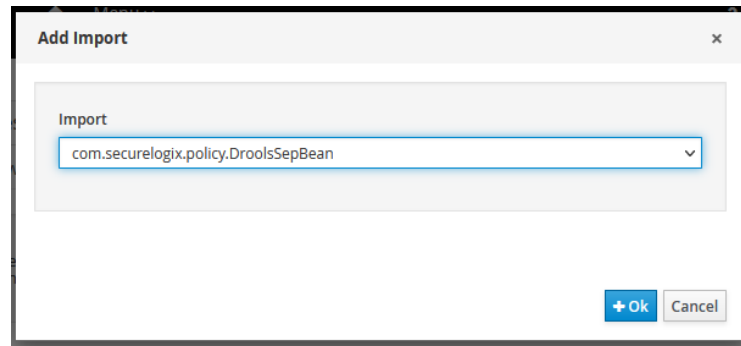 Add Import
×
Import
com.securelogix.policy.DroolsSepBean
+ Ok
Cancel